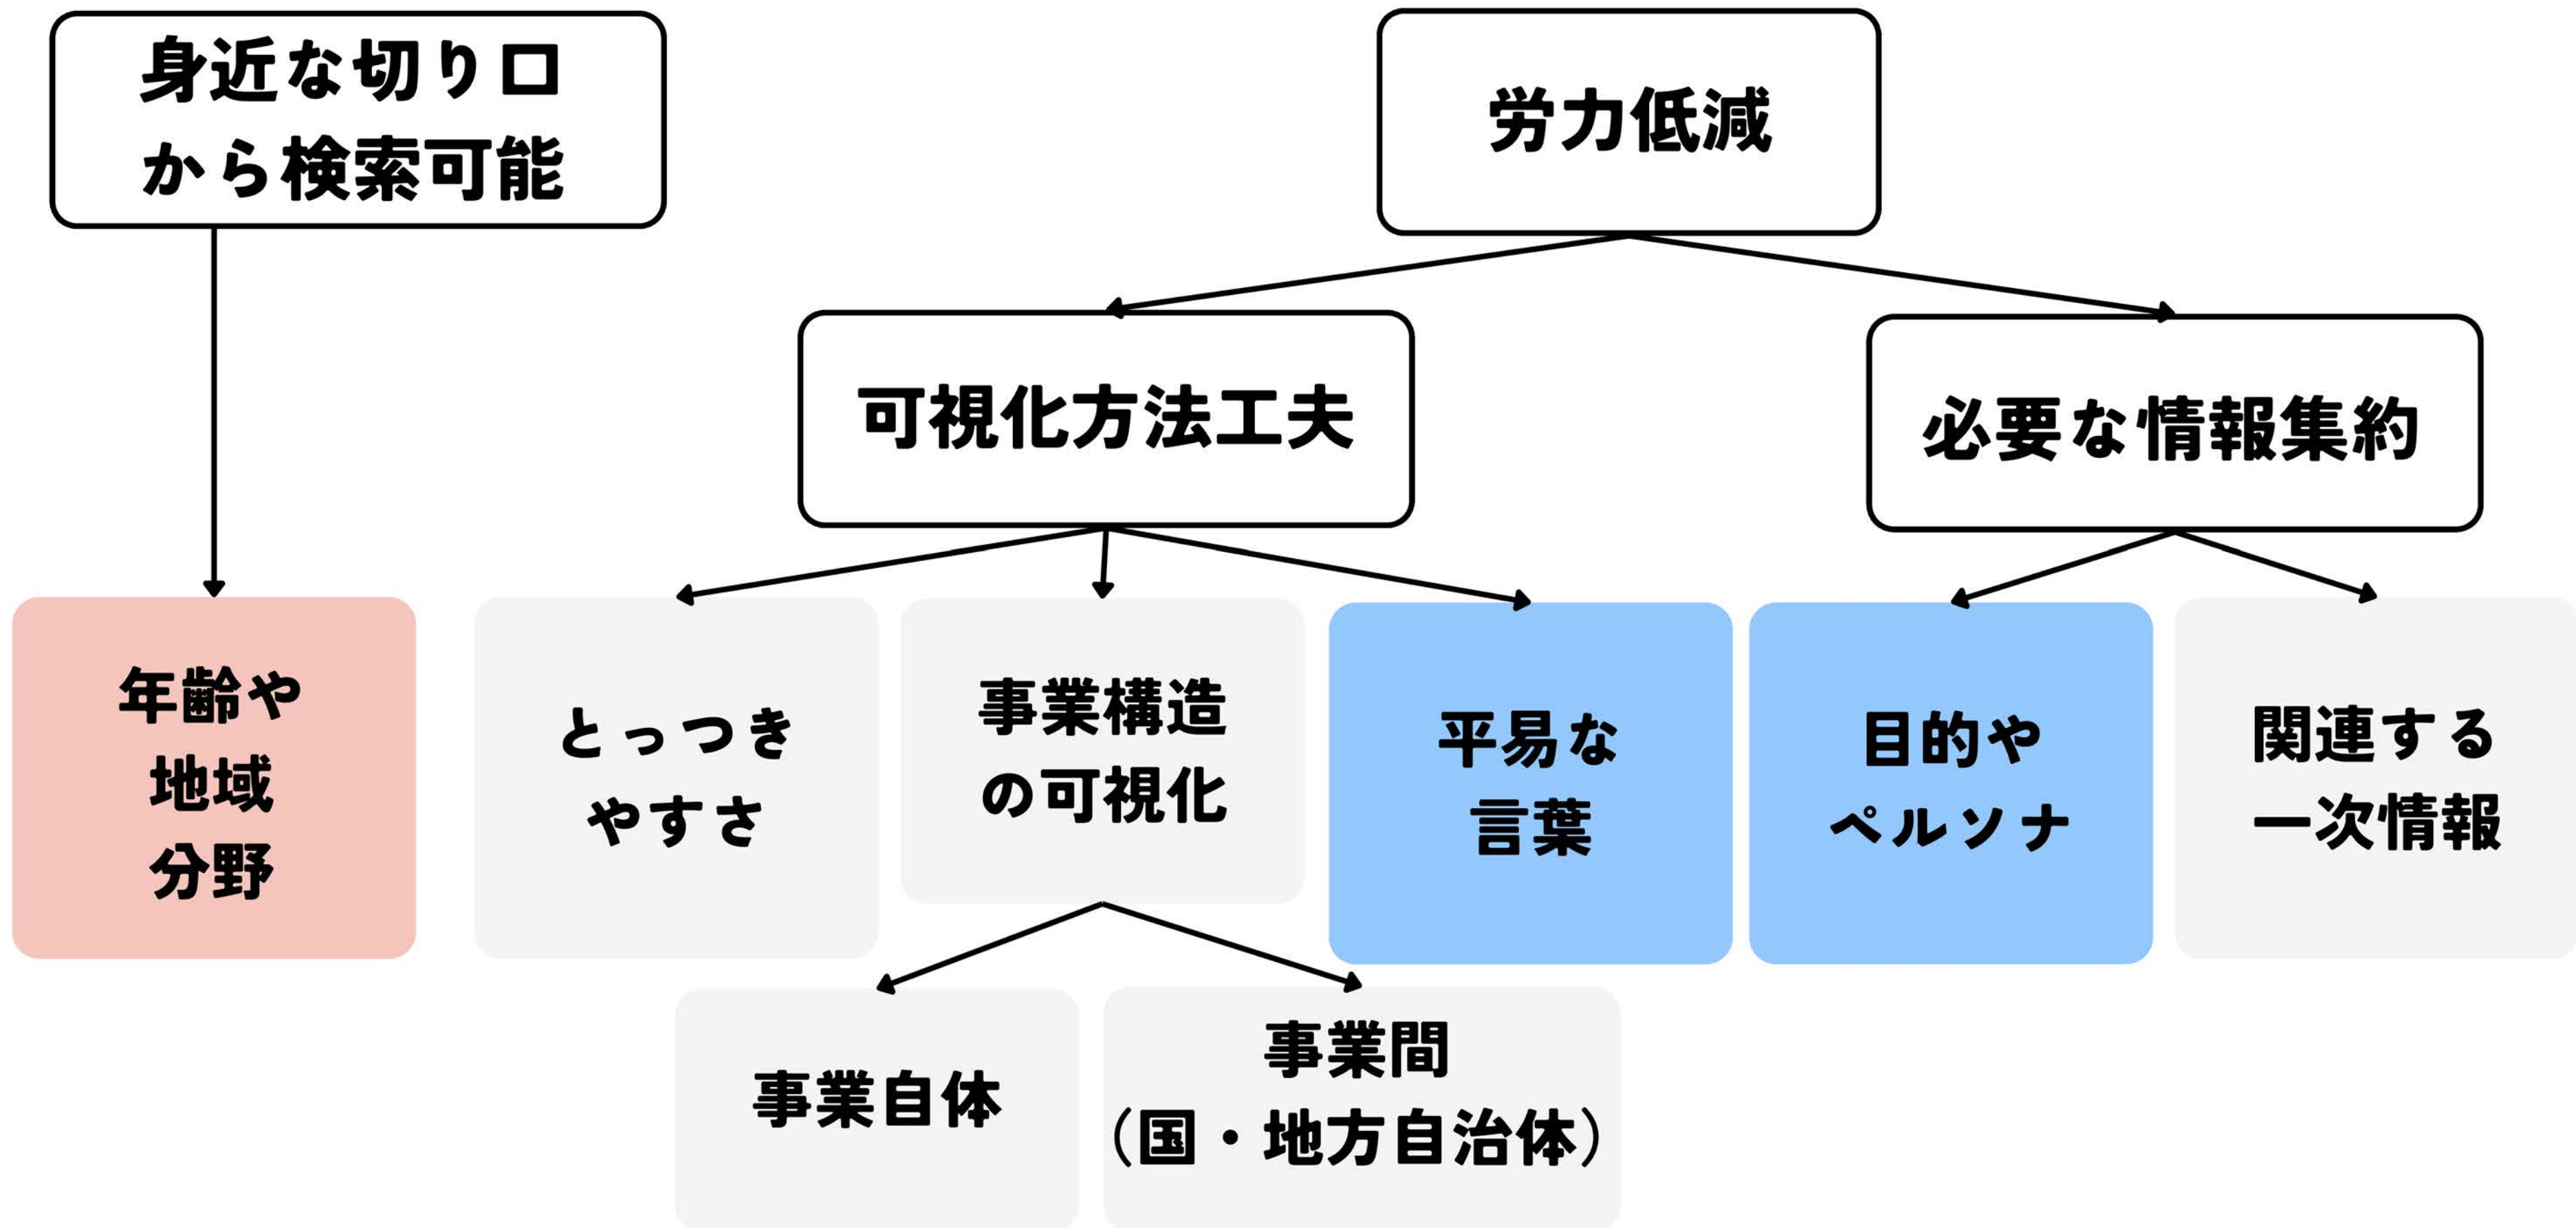 身近な切り口
から検索可能
労力低減
可視化方法工夫
必要な情報集約
年齢や
地域
分野
とっつき
やすさ
事業構造
の可視化
平易な
言葉
目的や
ペルソナ
関連する
一次情報
事業自体
事業間
（国・地方自治体）